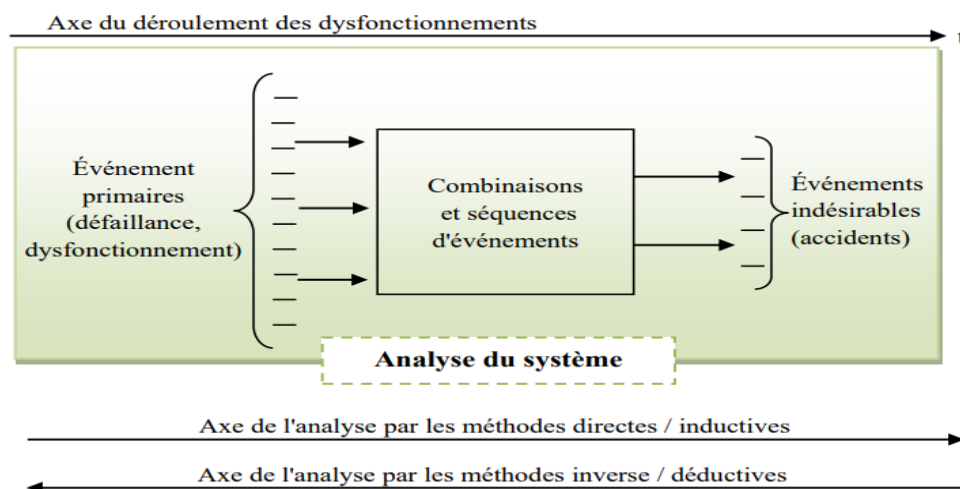 Axe du déroulement des dysfonctionnements
t
Événement
primaires
(défaillance,
dysfonctionnement)
Combinaisons
et séquences
d'événements
Événements
indésirables
(accidents)
Analyse du système
Axe de l'analyse par les méthodes directes / inductives
Axe de l'analyse par les méthodes inverse / déductives